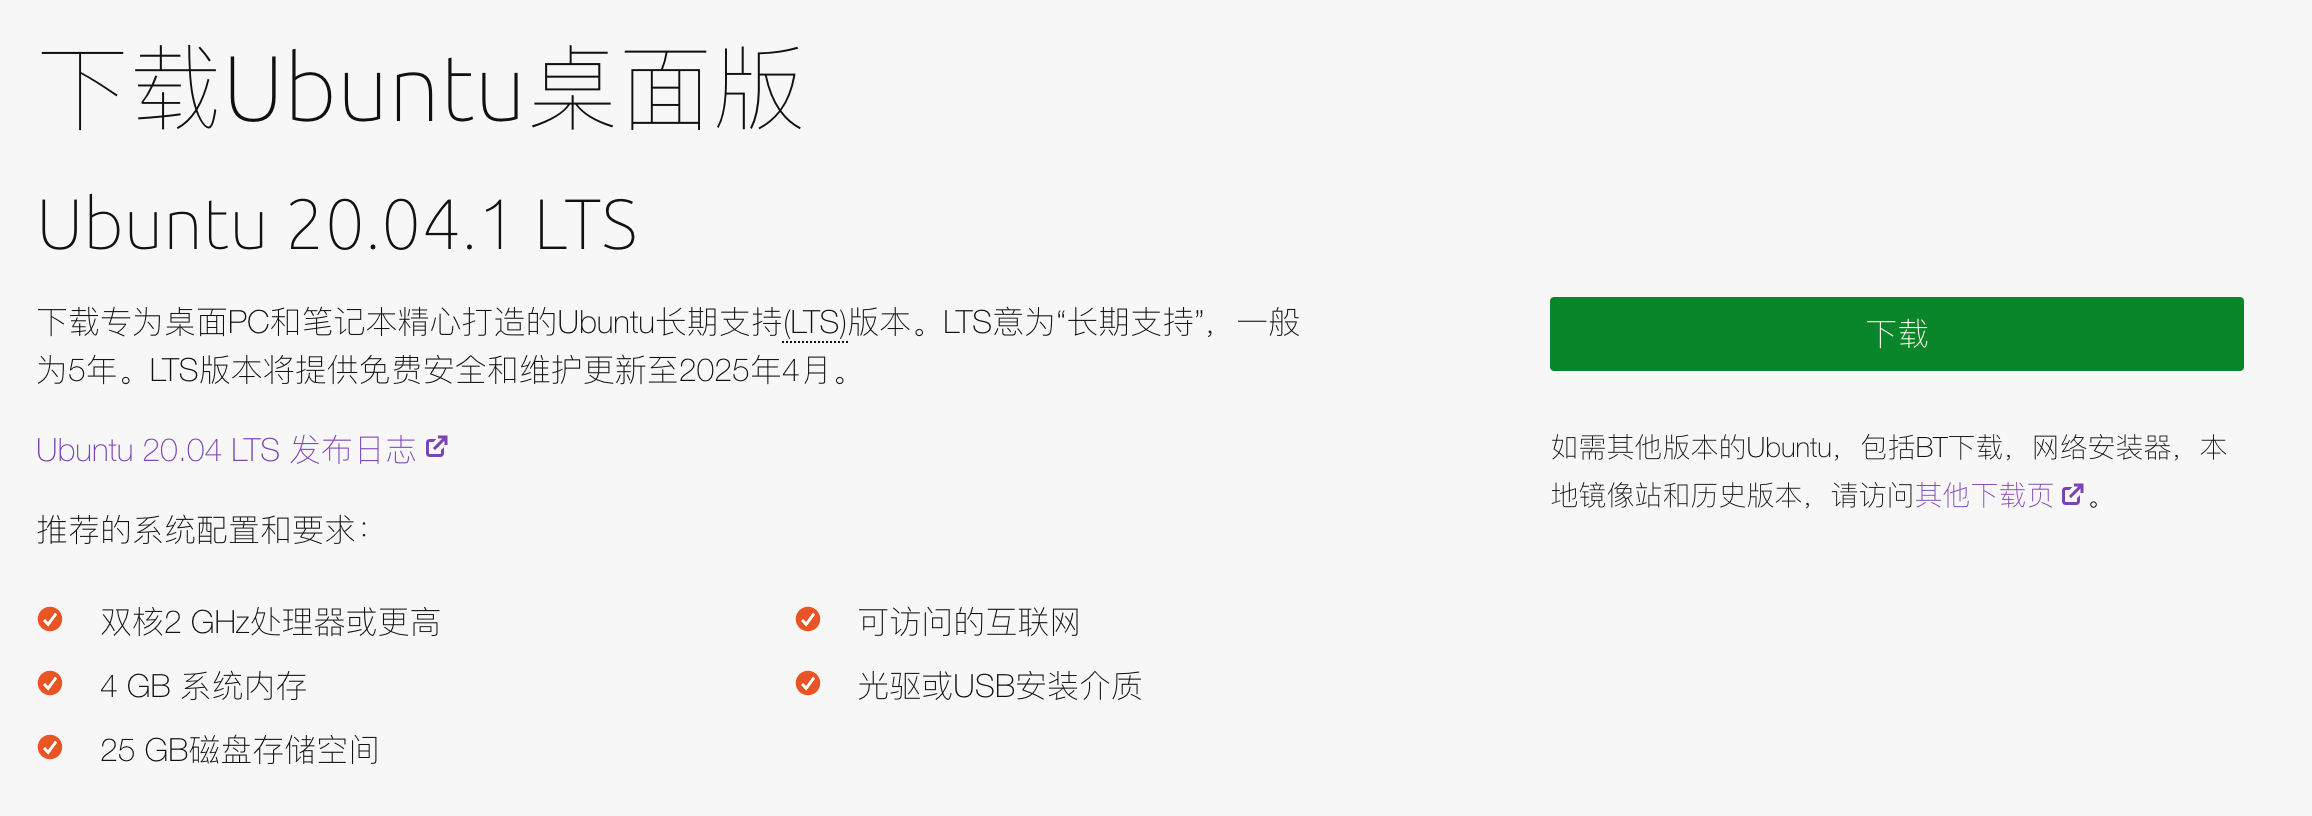 下载Ubuntu桌面版
Ubuntu 20.04.1 LTS
下载专为桌面PC和笔记本精心打造的Ubuntu长期支持(LTS)版本。LTS意为“长期支持”，一般
为5年。LTS版本将提供免费安全和维护更新至2025年4月。
Ubuntu 20.04 LTS 发布日志
推荐的系统配置和要求：
双核2 GHz处理器或更高
4 GB 系统内存
25 GB磁盘存储空间
可访问的互联网
光驱或USB安装介质
下载
如需其他版本的Ubuntu，包括BT下载，网络安装器，本
地镜像站和历史版本，请访问其他下载页。